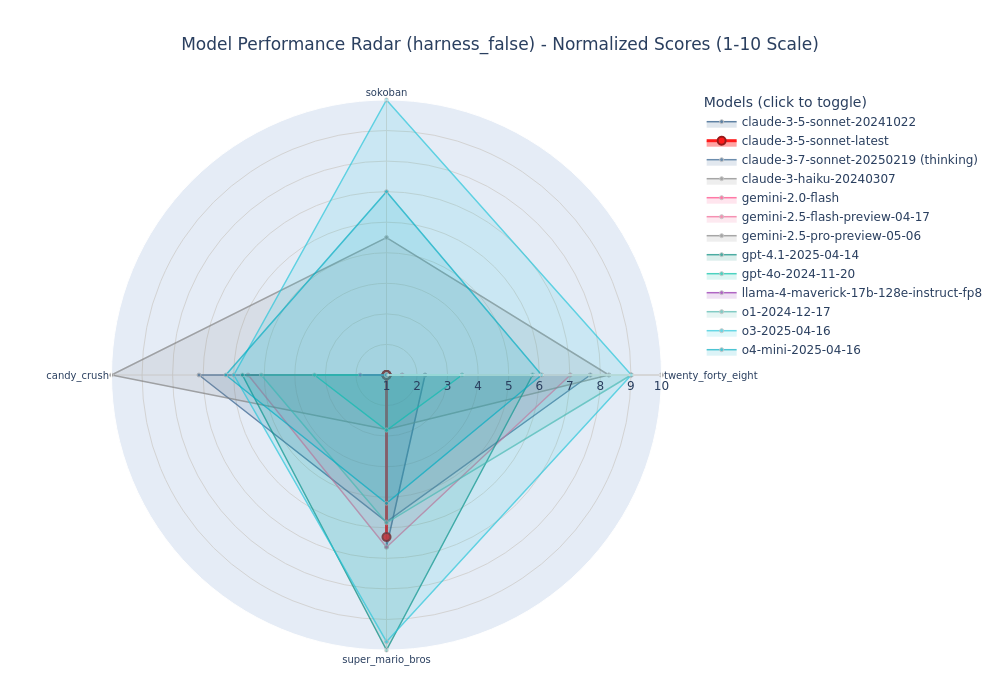 Model Performance Radar (harness_false) - Normalized Scores (1-10 Scale)
sokoban
candy_crush
twenty_forty_eight
1 2 3 4 5 6 7 8 9 10
super_mario_bros
Models (click to toggle)
claude-3-5-sonnet-20241022
claude-3-5-sonnet-latest
claude-3-7-sonnet-20250219 (thinking)
claude-3-haiku-20240307
gemini-2.0-flash
gemini-2.5-flash-preview-04-17
gemini-2.5-pro-preview-05-06
gpt-4.1-2025-04-14
gpt-4o-2024-11-20
llama-4-maverick-17b-128e-instruct-fp8
o1-2024-12-17
o3-2025-04-16
o4-mini-2025-04-16